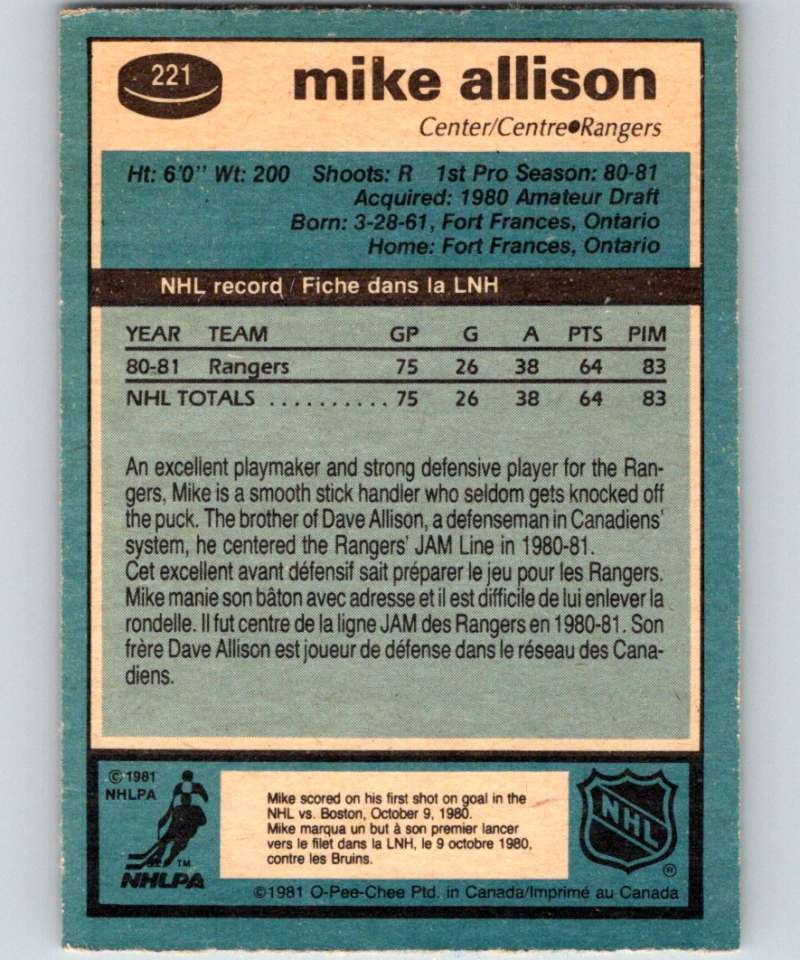 221
mike allison
Center/Centre●Rangers
Ht: 6'0" Wt: 200 Shoots: R 1st Pro Season: 80-81
Acquired: 1980 Amateur Draft
Born: 3-28-61, Fort Frances, Ontario
Home: Fort Frances, Ontario
NHL record / Fiche dans la LNH
YEAR TEAM GP G A PTS PIM
80-81 Rangers 75 26 38 64 83
NHL TOTALS .......... 75 26 38 64 83
An excellent playmaker and strong defensive player for the Ran-
gers, Mike is a smooth stick handler who seldom gets knocked off
the puck. The brother of Dave Allison, a defenseman in Canadiens'
system, he centered the Rangers' JAM Line in 1980-81.
Cet excellent avant défensif sait préparer le jeu pour les Rangers.
Mike manie son bâton avec adresse et il est difficile de lui enlever la
rondelle. Il fut centre de la ligne JAM des Rangers en 1980-81. Son
frère Dave Allison est joueur de défense dans le réseau des Cana-
diens.
© 1981
NHLPA
TM
NHLPA
Mike scored on his first shot on goal in the
NHL vs. Boston, October 9, 1980.
Mike marqua un but à son premier lancer
vers le filet dans la LNH, le 9 octobre 1980,
contre les Bruins.
NHL
®
©1981 O-Pee-Chee Ptd. in Canada/Imprimé au Canada